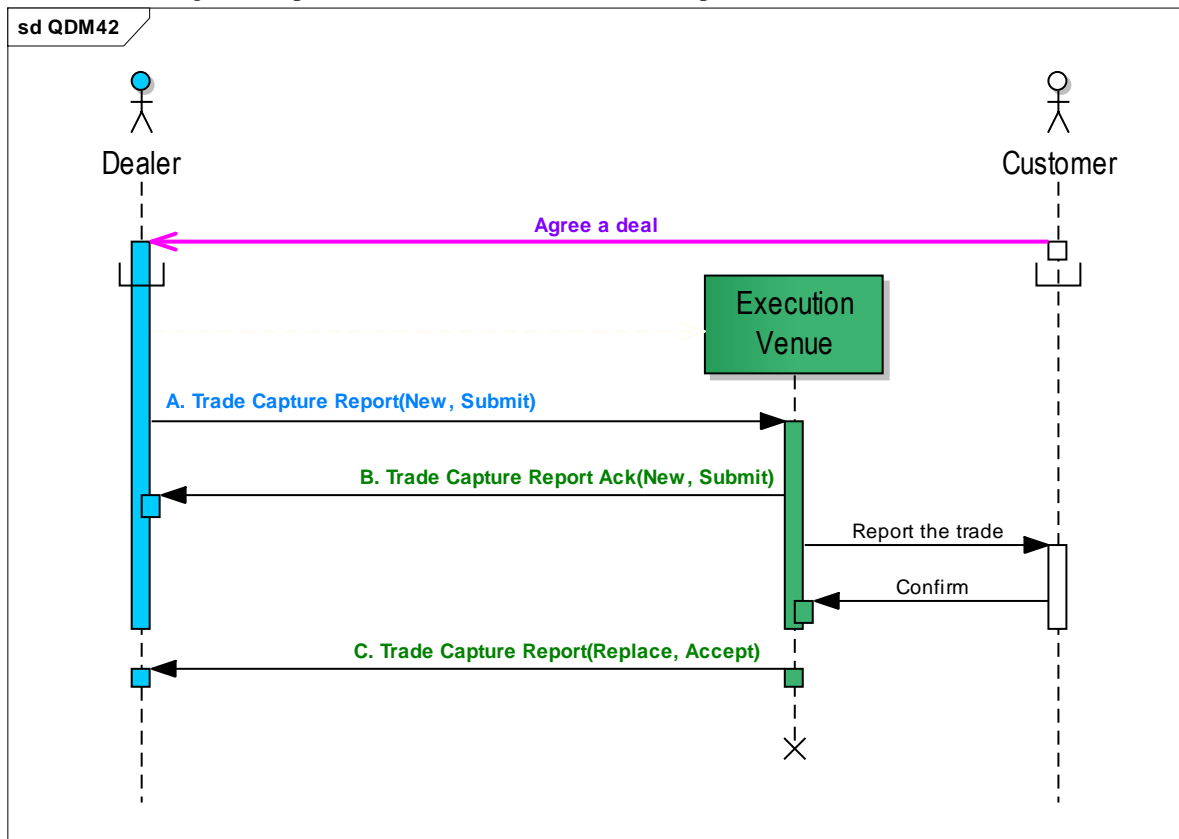 sd QDM42
Dealer
Customer
Agree a deal
Execution
Venue
A. Trade Capture Report(New, Submit)
B. Trade Capture Report Ack(New, Submit)
Report the trade
Confirm
C. Trade Capture Report(Replace, Accept)